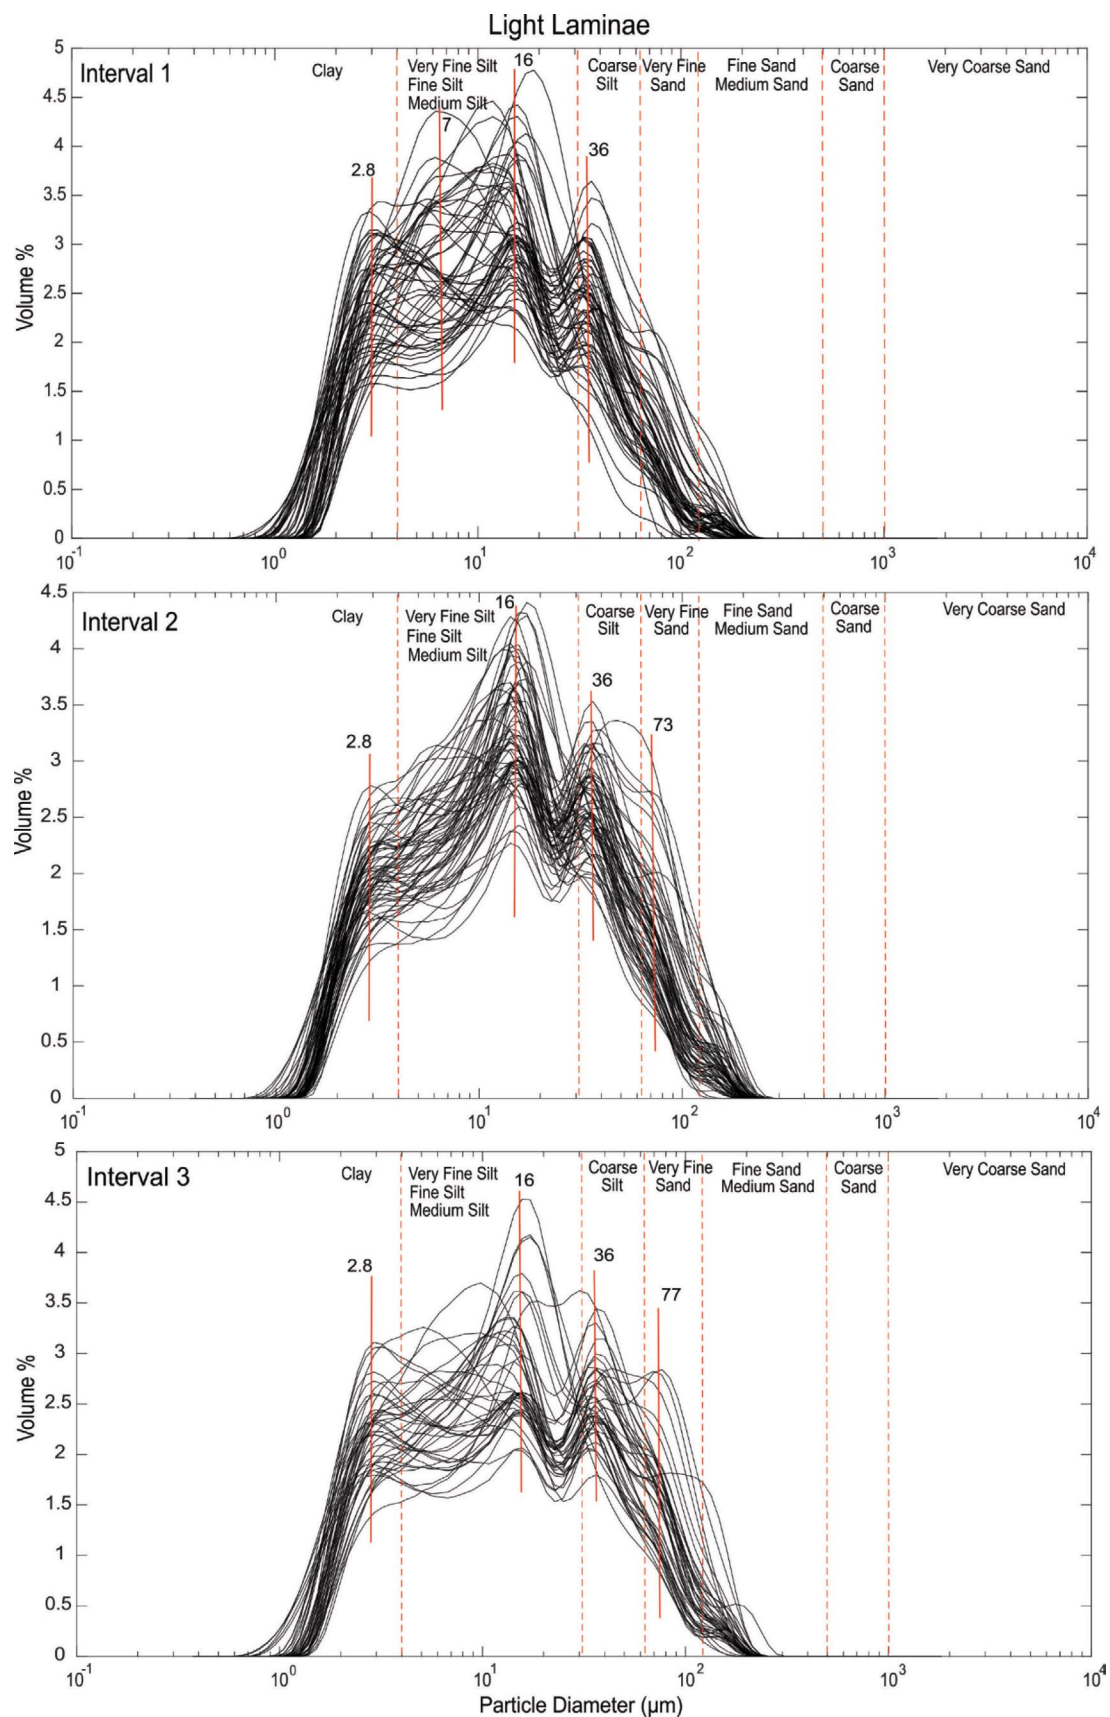 Light Laminae
Interval 1
Clay
Very Fine Silt
Fine Silt
Medium Silt
Coarse
Silt
Very Fine
Sand
Fine Sand
Medium Sand
Coarse
Sand
Very Coarse Sand
2.8
7
16
36
Volume %
5
4.5
4
3.5
3
2.5
2
1.5
1
0.5
0
10-1 100 101 102 103 104
Interval 2
Clay
Very Fine Silt
Fine Silt
Medium Silt
Coarse
Silt
Very Fine
Sand
Fine Sand
Medium Sand
Coarse
Sand
Very Coarse Sand
2.8
16
36
73
Volume %
4.5
4
3.5
3
2.5
2
1.5
1
0.5
0
10-1 100 101 102 103 104
Interval 3
Clay
Very Fine Silt
Fine Silt
Medium Silt
Coarse
Silt
Very Fine
Sand
Fine Sand
Medium Sand
Coarse
Sand
Very Coarse Sand
2.8
16
36
77
Volume %
5
4.5
4
3.5
3
2.5
2
1.5
1
0.5
0
10-1 100 101 102 103 104
Particle Diameter (µm)